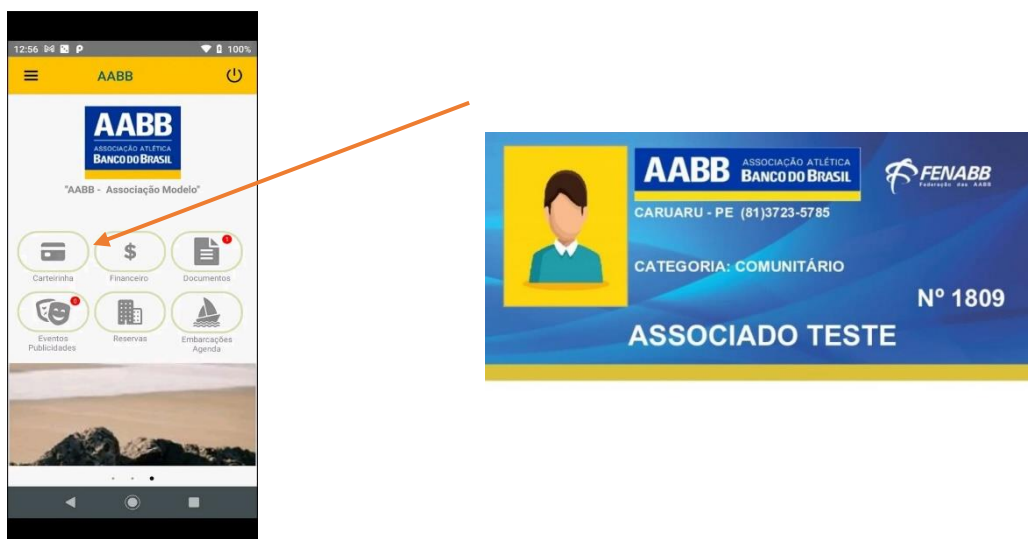 12:56 100%
AABB
AABB
ASSOCIAÇÃO ATLÉTICA
BANCO DO BRASIL
"AABB - Associação Modelo"
Carteirinha Financeiro Documentos
Eventos Reservas Embarcações
Publicidades Agenda
AABB ASSOCIAÇÃO ATLÉTICA
BANCO DO BRASIL
FENABB
Federação das AABB
CARUARU - PE (81)3723-5785
CATEGORIA: COMUNITÁRIO
Nº 1809
ASSOCIADO TESTE